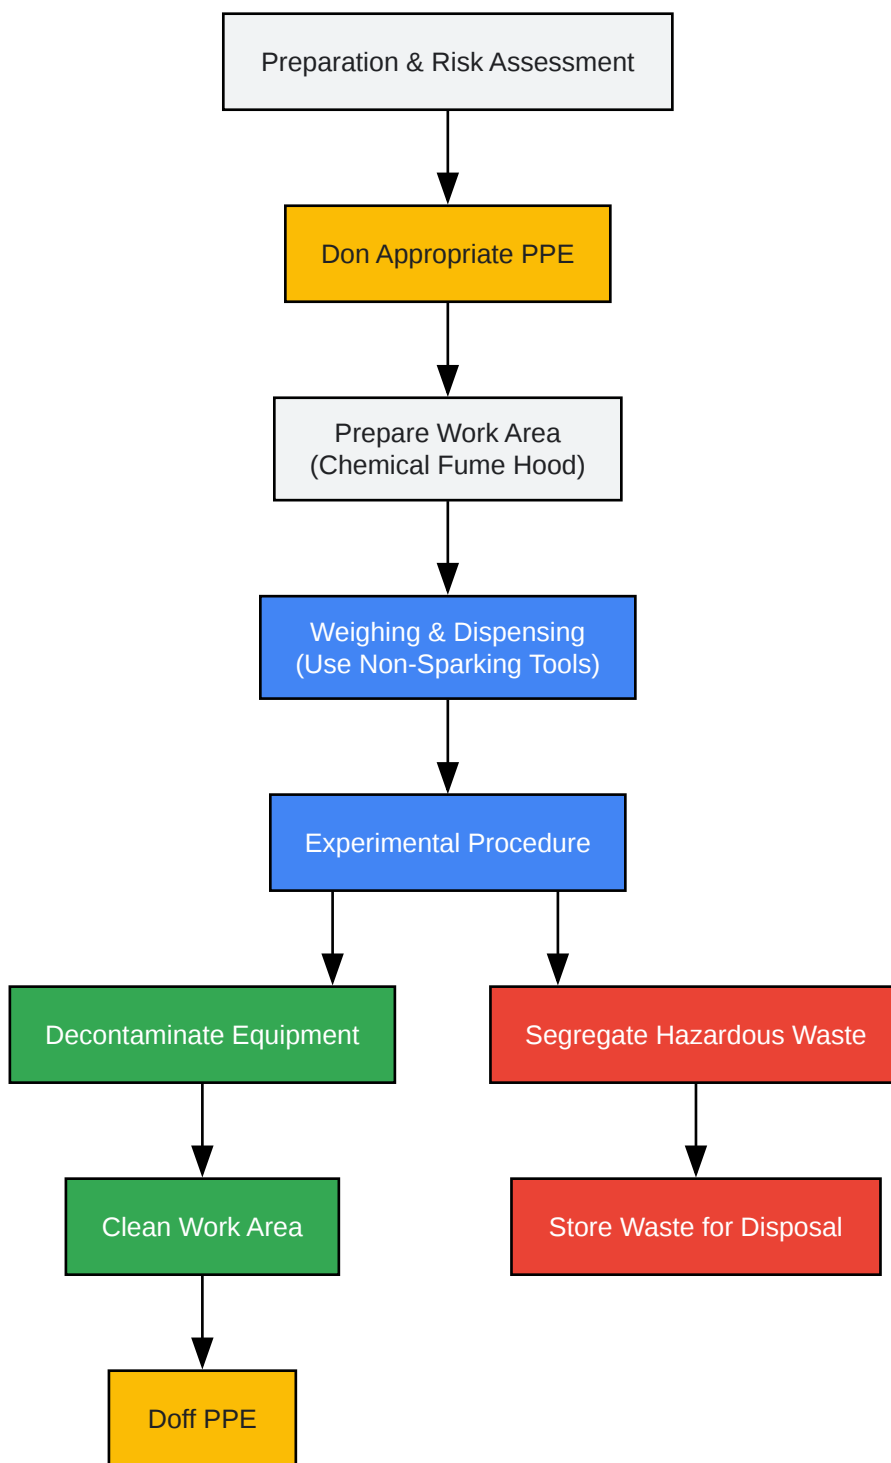 Preparation & Risk Assessment
Don Appropriate PPE
Prepare Work Area
(Chemical Fume Hood)
Weighing & Dispensing
(Use Non-Sparking Tools)
Experimental Procedure
Decontaminate Equipment
Segregate Hazardous Waste
Clean Work Area
Store Waste for Disposal
Doff PPE